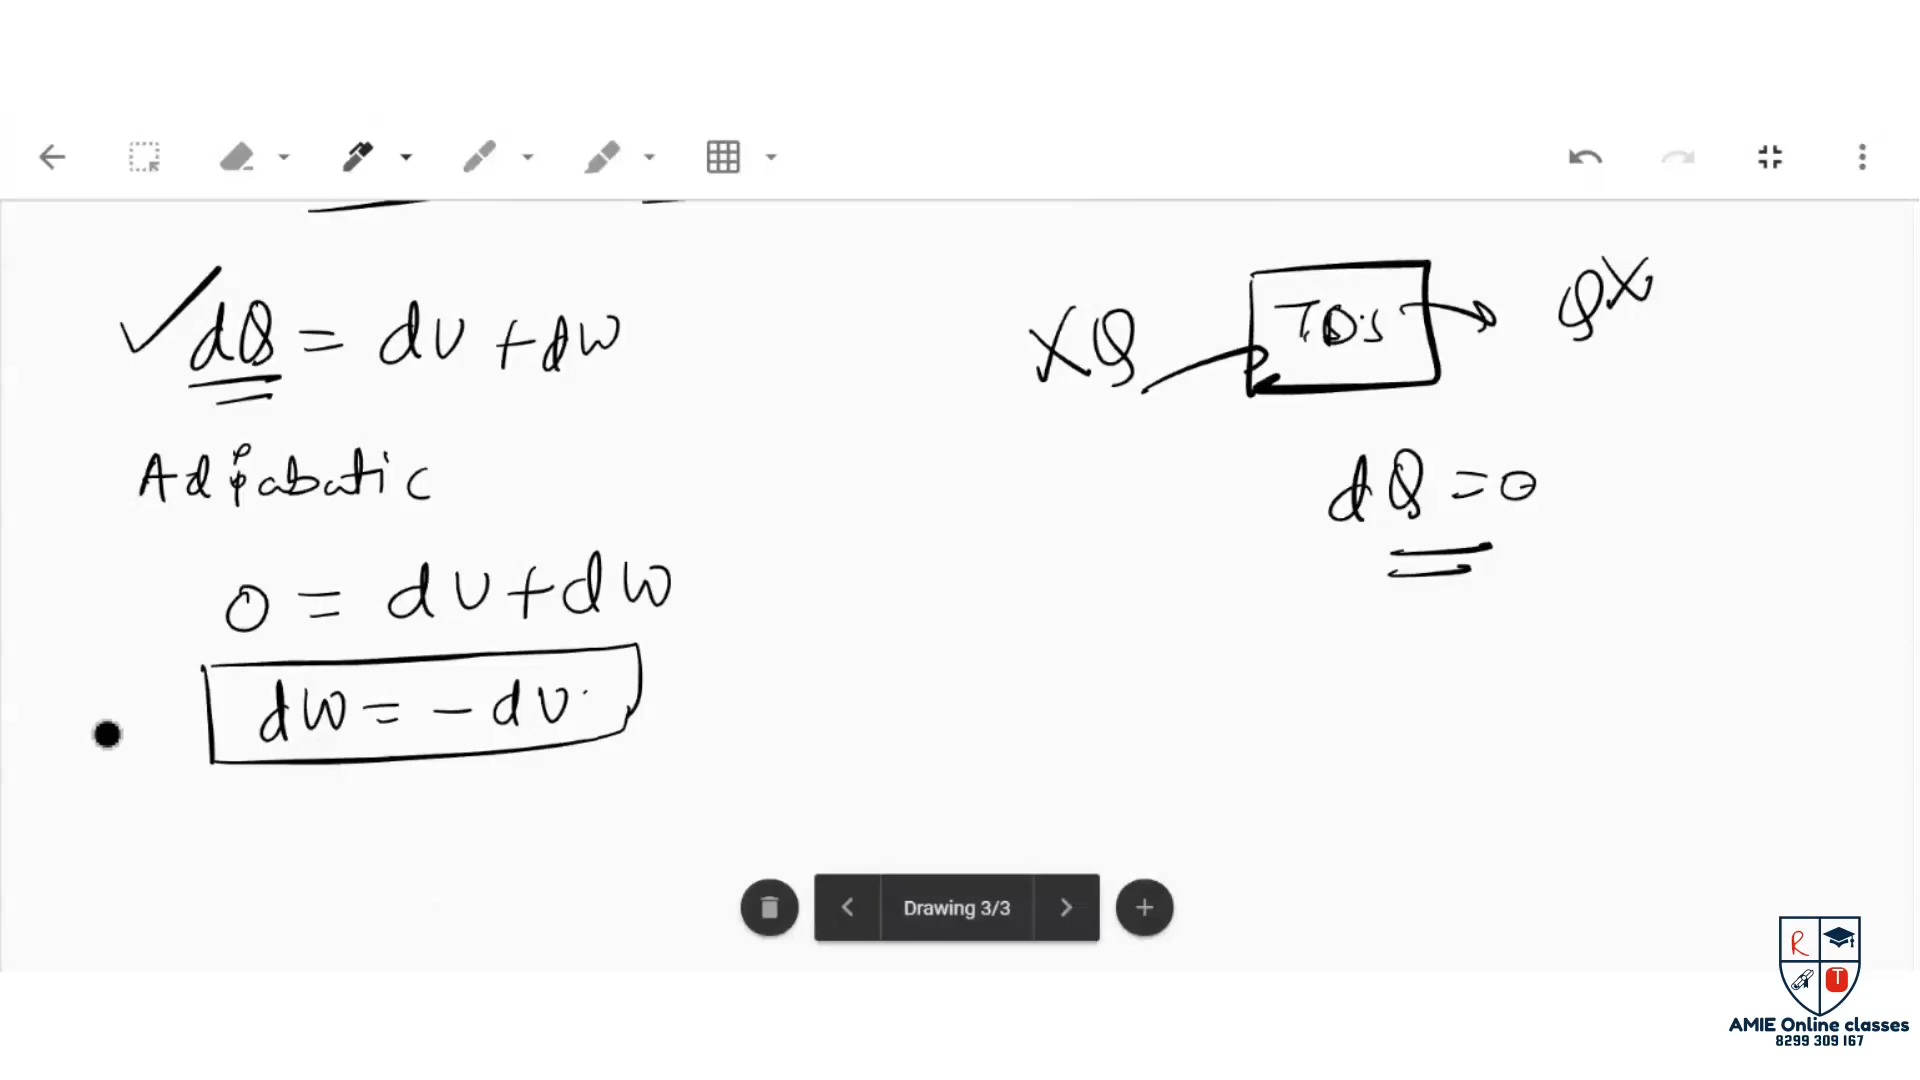 dQ = dU + dW
Adiabatic
0 = dU + dW
dW = - dU
XQ
T.D.S
QX
dQ = 0
Drawing 3/3
R
T
AMIE Online classes
8299 309 167